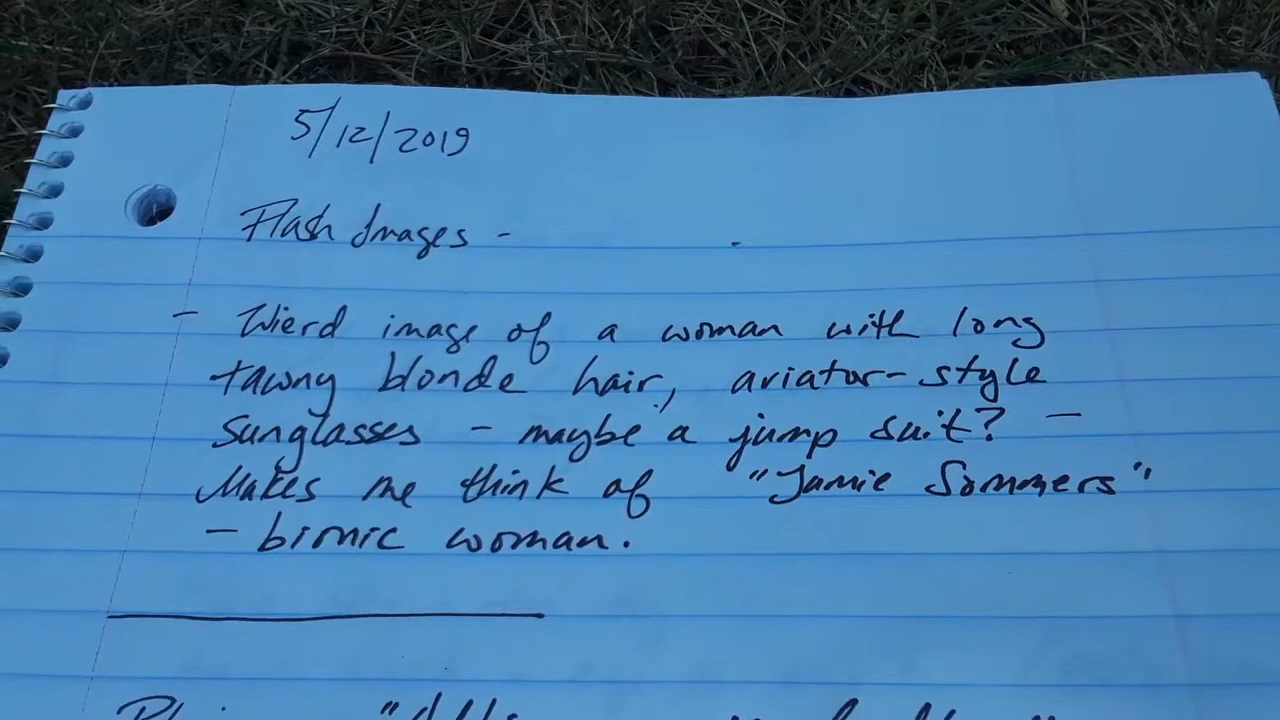 5/12/2019
Flash Images -
- Wierd image of a woman with long
tawny blonde hair, aviator-style
sunglasses - maybe a jump suit? -
Makes me think of "Jamie Sommers"
- bionic woman.